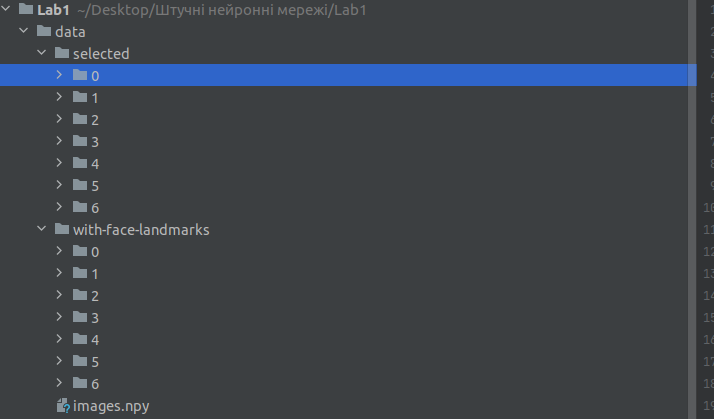 Lab1 ~/Desktop/Штучні нейронні мережі/Lab1
data
selected
0
1
2
3
4
5
6
with-face-landmarks
0
1
2
3
4
5
6
images.npy